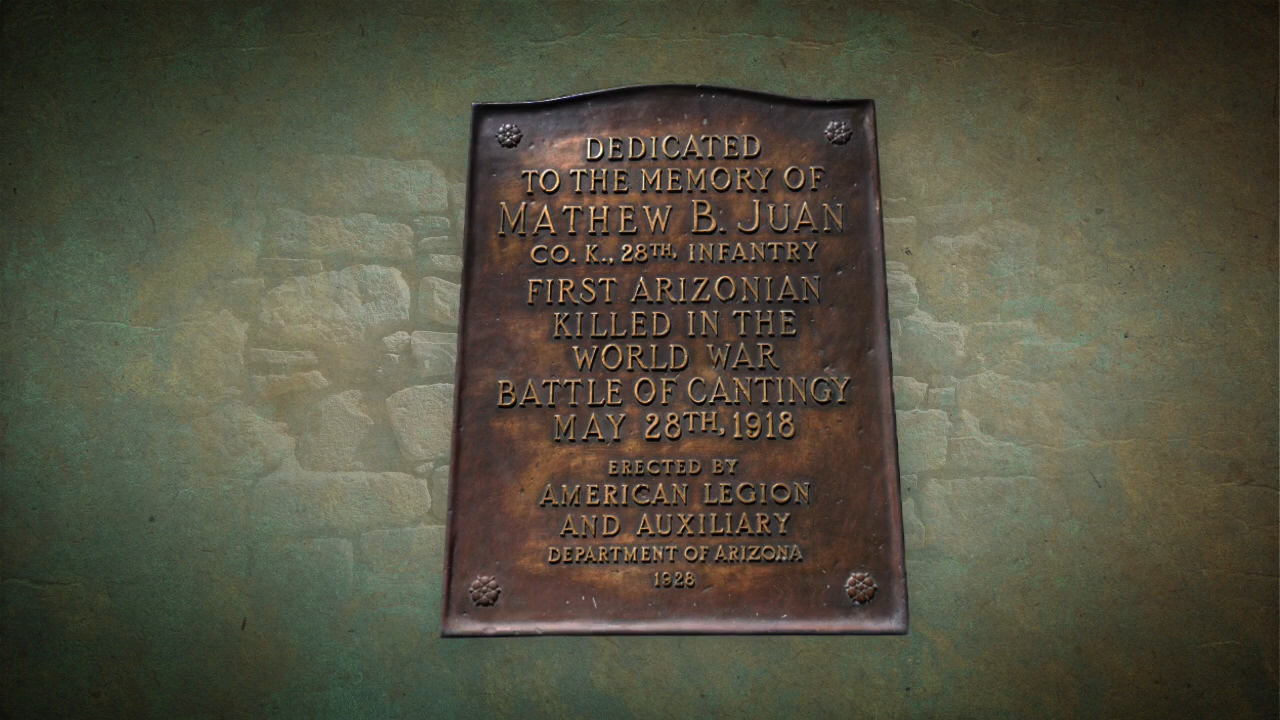 DEDICATED
TO THE MEMORY OF
MATHEW B. JUAN
CO. K., 28TH. INFANTRY
FIRST ARIZONIAN
KILLED IN THE
WORLD WAR
BATTLE OF CANTINGY
MAY 28TH, 1918
ERECTED BY
AMERICAN LEGION
AND AUXILIARY
DEPARTMENT OF ARIZONA
1928